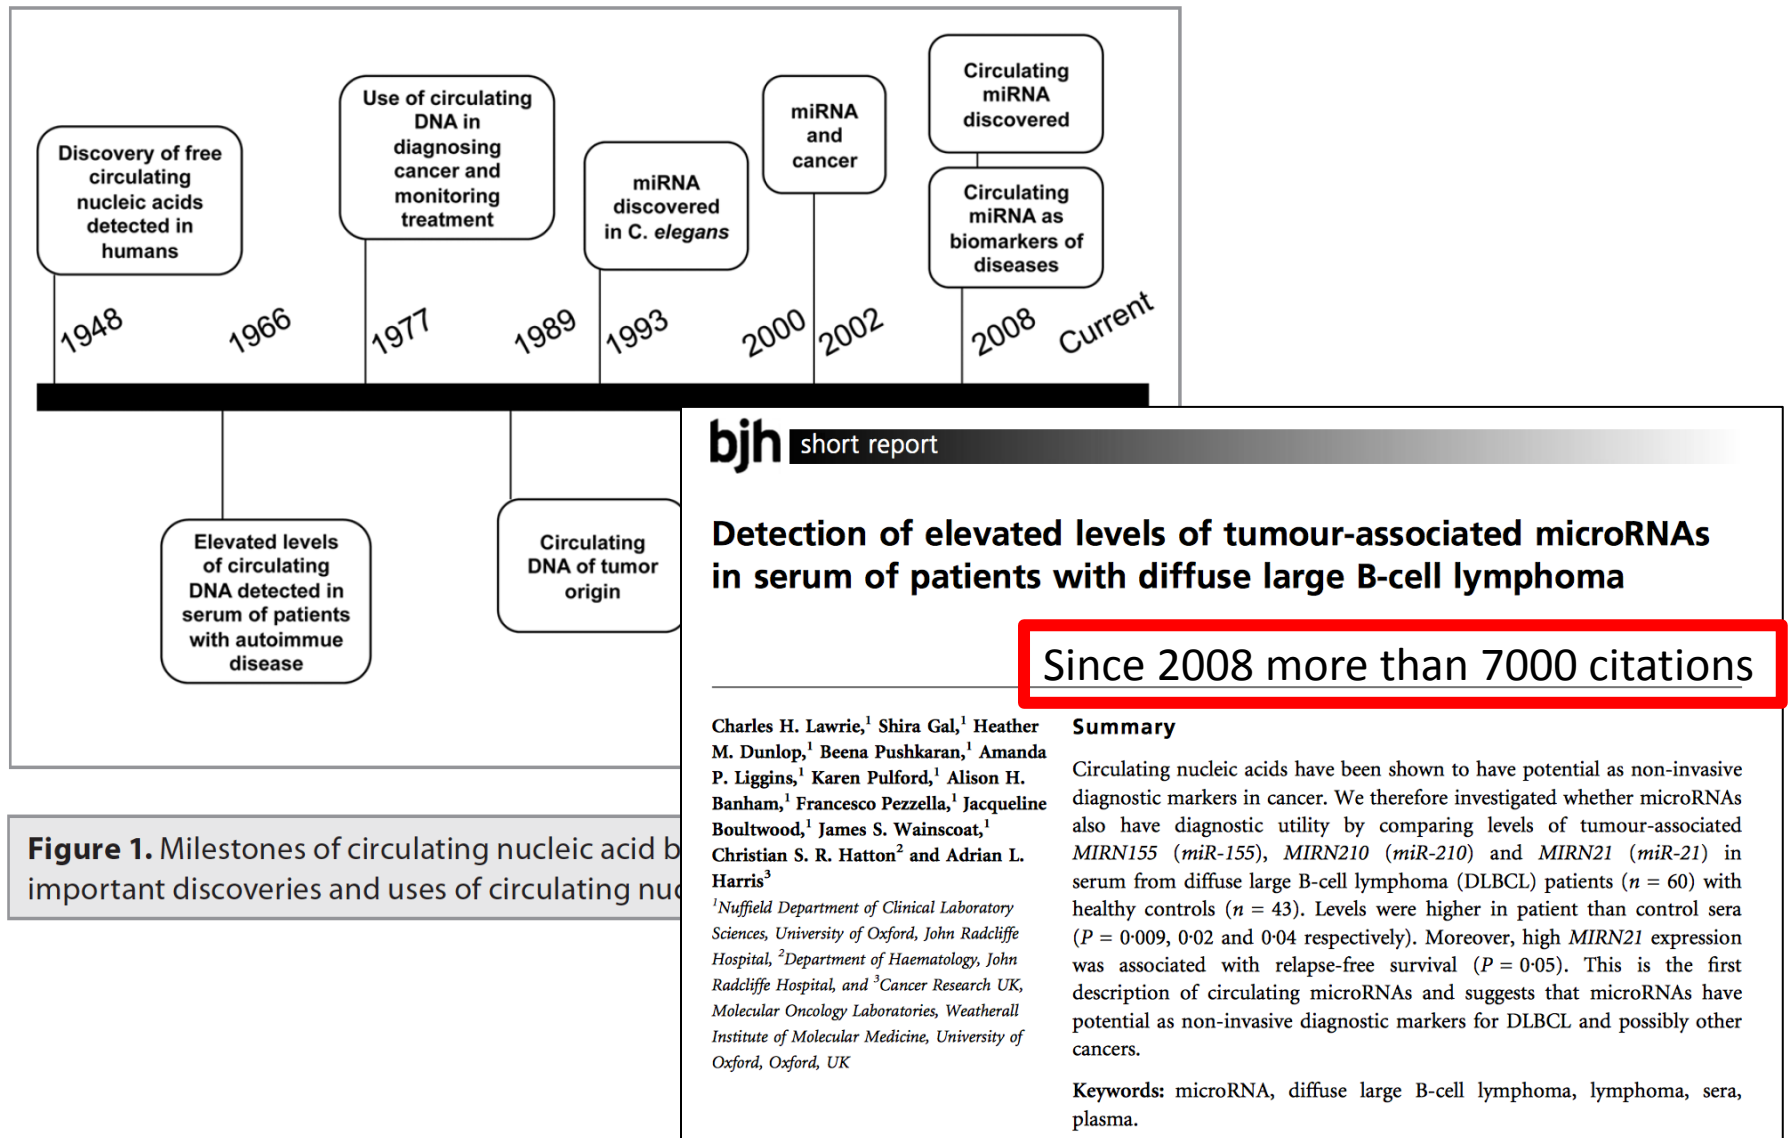 Discovery of free
circulating
nucleic acids
detected in
humans
Use of circulating
DNA in
diagnosing
cancer and
monitoring
treatment
miRNA
discovered
in C. elegans
miRNA
and
cancer
Circulating
miRNA
discovered
Circulating
miRNA as
biomarkers of
diseases
1948
1966
1977
1989
1993
2000
2002
2008
Current
Elevated levels
of circulating
DNA detected in
serum of patients
with autoimmue
disease
Circulating
DNA of tumor
origin
Figure 1. Milestones of circulating nucleic acid b
important discoveries and uses of circulating nuc
bjh short report
Detection of elevated levels of tumour-associated microRNAs
in serum of patients with diffuse large B-cell lymphoma
Since 2008 more than 7000 citations
Charles H. Lawrie,1 Shira Gal,1 Heather
M. Dunlop,1 Beena Pushkaran,1 Amanda
P. Liggins,1 Karen Pulford,1 Alison H.
Banham,1 Francesco Pezzella,1 Jacqueline
Boultwood,1 James S. Wainscoat,1
Christian S. R. Hatton2 and Adrian L.
Harris3
1Nuffield Department of Clinical Laboratory
Sciences, University of Oxford, John Radcliffe
Hospital, 2Department of Haematology, John
Radcliffe Hospital, and 3Cancer Research UK,
Molecular Oncology Laboratories, Weatherall
Institute of Molecular Medicine, University of
Oxford, Oxford, UK
Summary
Circulating nucleic acids have been shown to have potential as non-invasive
diagnostic markers in cancer. We therefore investigated whether microRNAs
also have diagnostic utility by comparing levels of tumour-associated
MIRN155 (miR-155), MIRN210 (miR-210) and MIRN21 (miR-21) in
serum from diffuse large B-cell lymphoma (DLBCL) patients (n = 60) with
healthy controls (n = 43). Levels were higher in patient than control sera
(P = 0·009, 0·02 and 0·04 respectively). Moreover, high MIRN21 expression
was associated with relapse-free survival (P = 0·05). This is the first
description of circulating microRNAs and suggests that microRNAs have
potential as non-invasive diagnostic markers for DLBCL and possibly other
cancers.
Keywords: microRNA, diffuse large B-cell lymphoma, lymphoma, sera,
plasma.